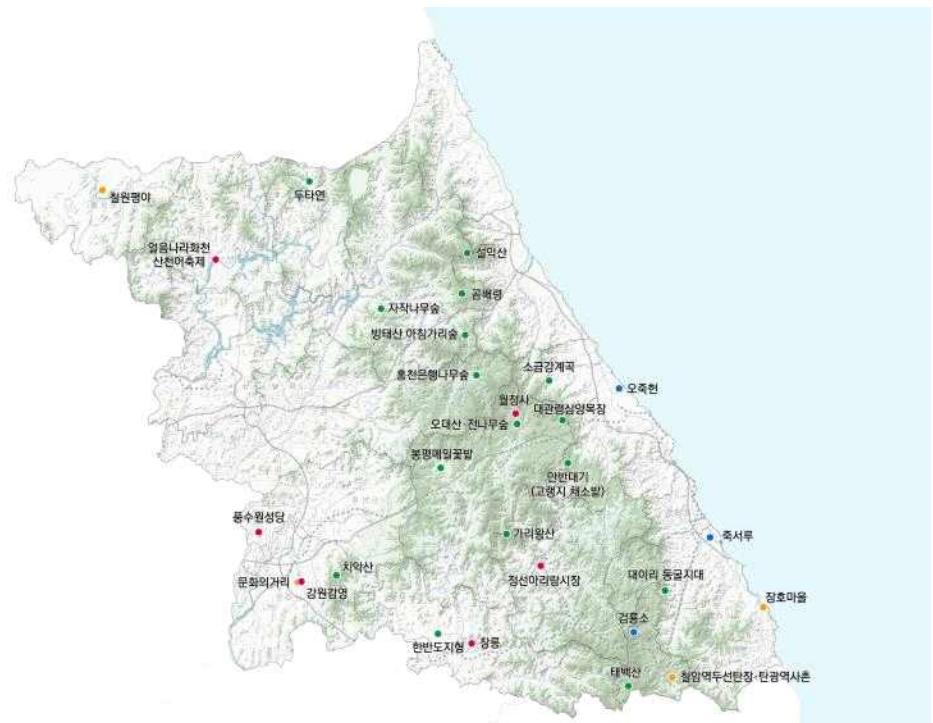 두타연
철원평야
설악산
얼음나라화천
산천어축제
곰배령
자작나무숲
방태산 아침가리숲
소금강계곡
홍천은행나무숲
오죽헌
월정사
대관령삼양목장
오대산·전나무숲
봉평메밀꽃밭
안반대기
(고랭지 채소밭)
풍수원성당
가리왕산
죽서루
치악산
정선아리랑시장
대이리 동굴지대
문화의거리
강원감영
장호마을
검룡소
한반도지형
장릉
태백산
철암역두선탄장·탄광역사촌